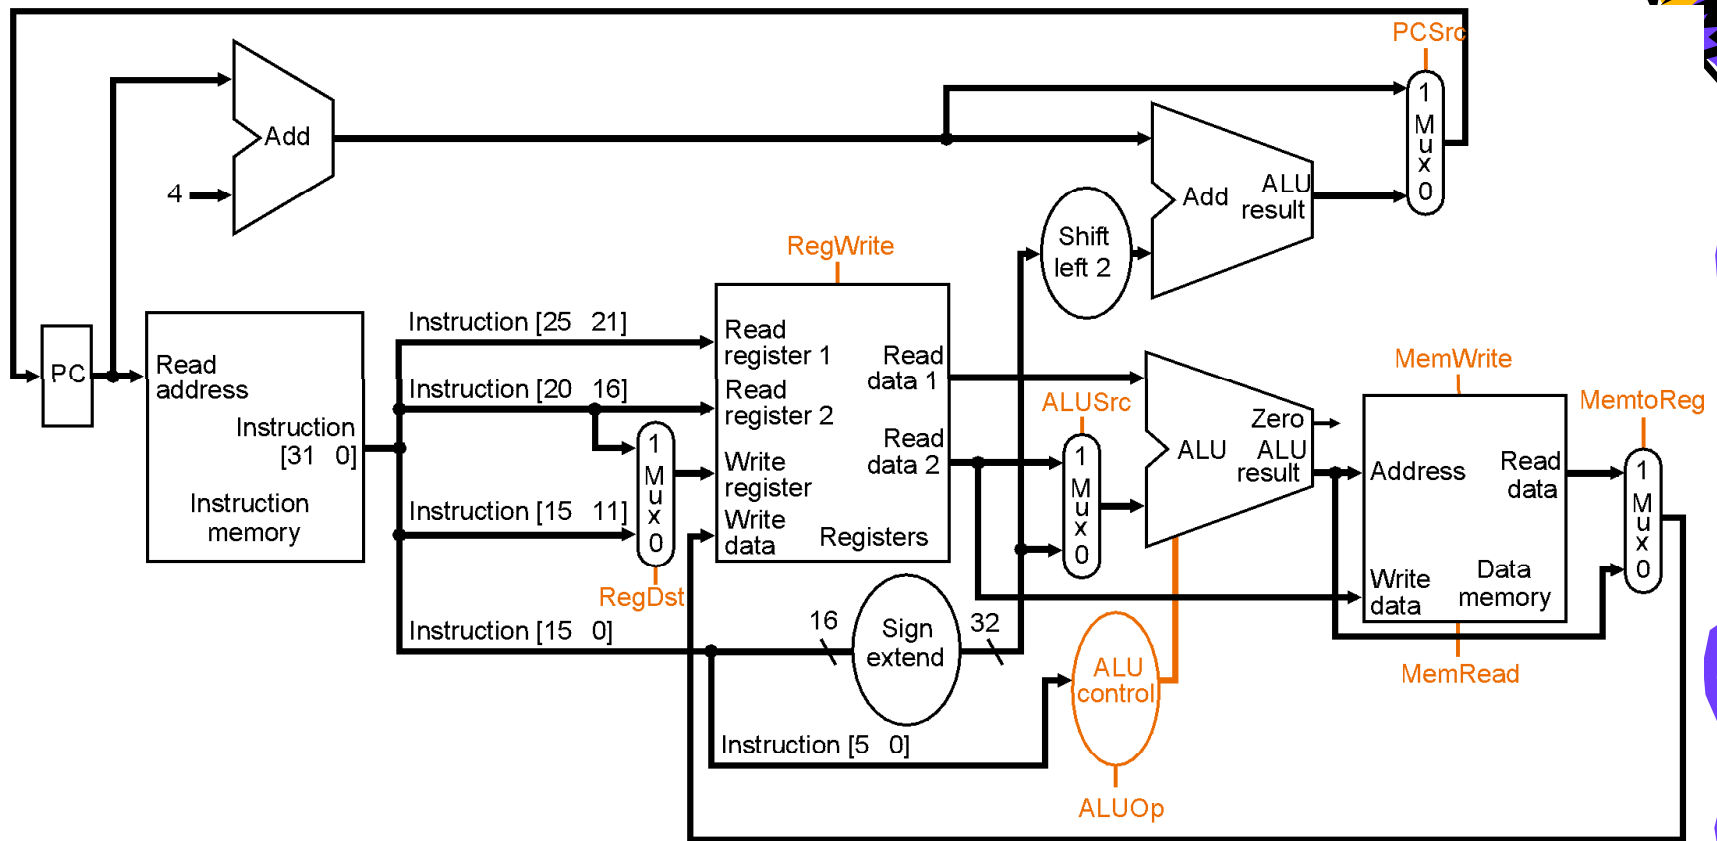 PCSrc
1
M
u
x
0
Add
4
Add
ALU
result
Shift
left 2
RegWrite
Instruction [25 21]
Read
register 1
Read
data 1
PC
Read
address
Instruction
[31 0]
Instruction
memory
Instruction [20 16]
Read
register 2
Read
data 2
1
M
u
x
0
Write
register
Instruction [15 11]
Write
data
Registers
RegDst
ALUSrc
1
M
u
x
0
Zero
ALU
ALU
result
MemWrite
Address
Read
data
Write
data
Data
memory
MemRead
MemtoReg
1
M
u
x
0
Instruction [15 0]
16
Sign
extend
32
ALU
control
Instruction [5 0]
ALUOp